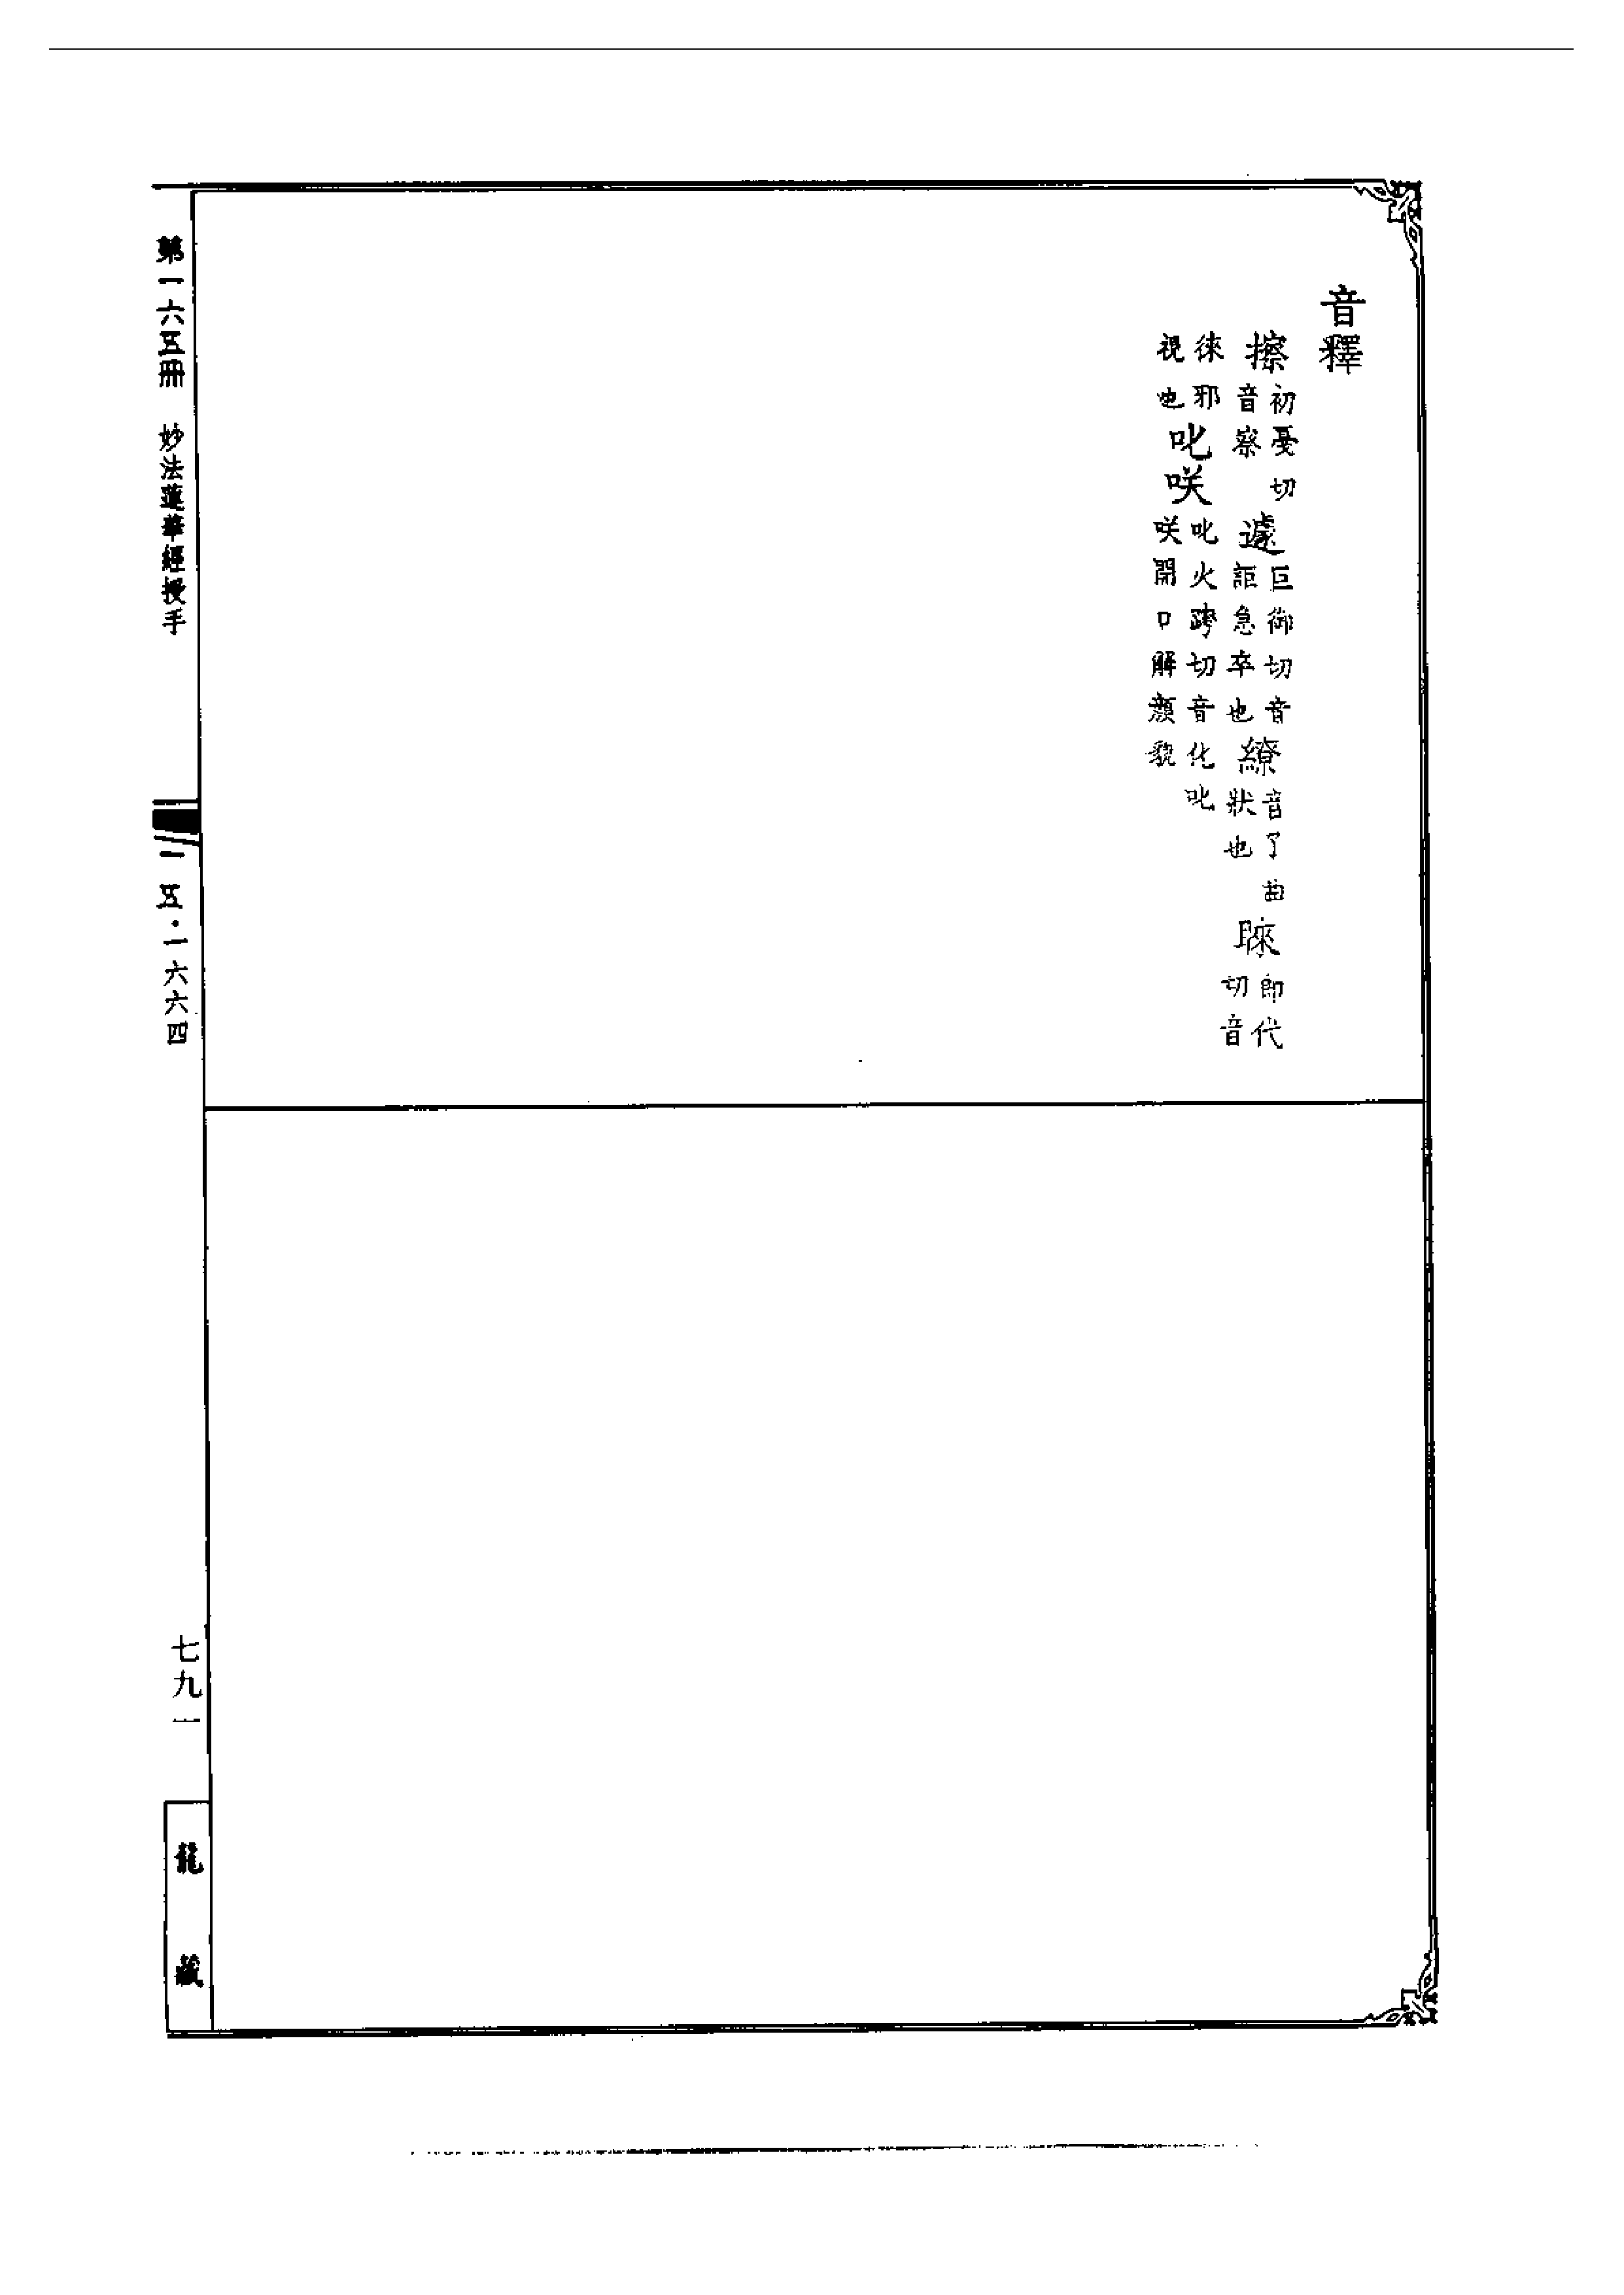 音釋
擦初戞切音察 遽巨御切音詎急卒也 繚音了曲狀也 睞郎代切音
徠邪視也 𠯗咲𠯗火跨切音化𠯗咲開口解顏貌
第一六五冊 妙法蓮華經授手
一五·一六六四
七九一
龍藏